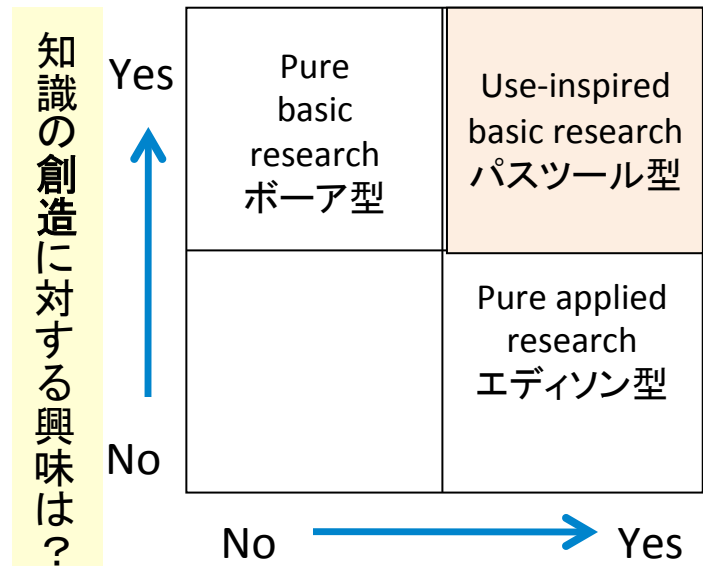 知識の創造に対する興味は？
Yes
No
Pure
basic
research
ボーア型
Use-inspired
basic research
パスツール型
Pure applied
research
エディソン型
No
Yes